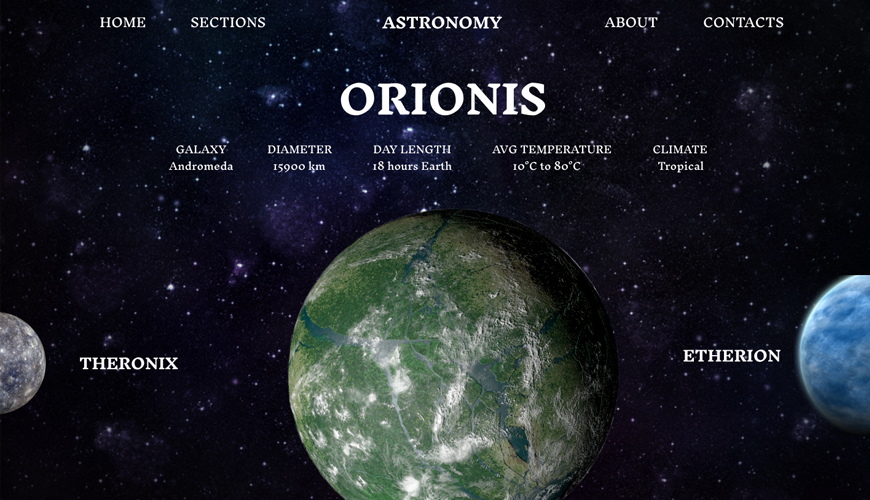 HOME SECTIONS ASTRONOMY ABOUT CONTACTS
ORIONIS
GALAXY DIAMETER DAY LENGTH AVG TEMPERATURE CLIMATE
Andromeda 15900 km 18 hours Earth 10°C to 80°C Tropical
THERONIX ETHERION